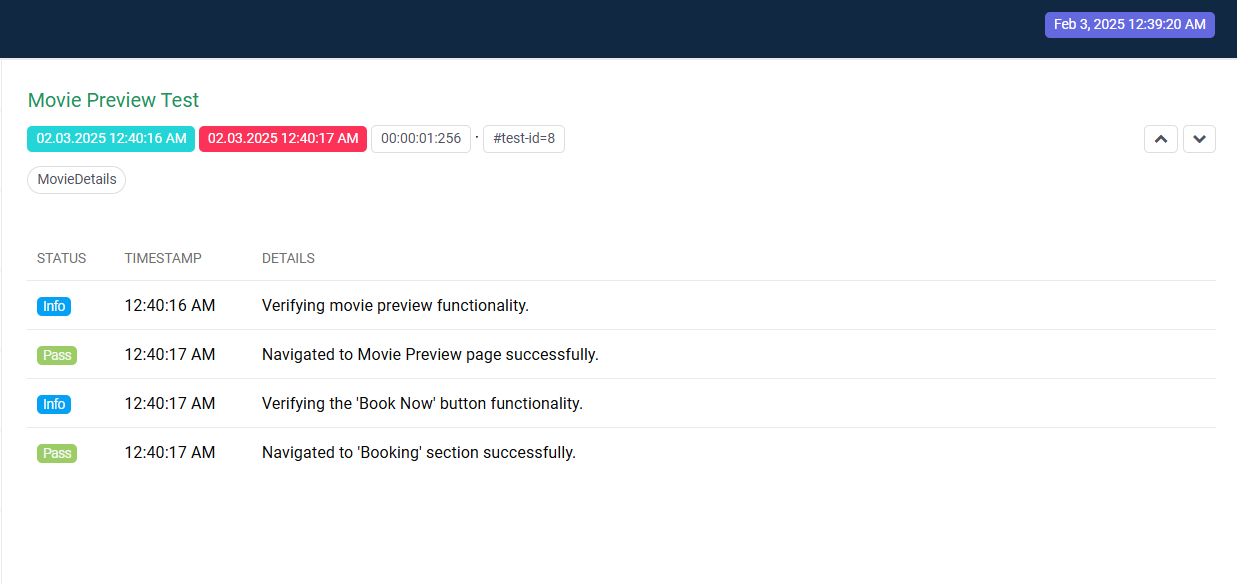 Feb 3, 2025 12:39:20 AM
Movie Preview Test
02.03.2025 12:40:16 AM 02.03.2025 12:40:17 AM 00:00:01:256 · #test-id=8
MovieDetails
STATUS TIMESTAMP DETAILS
Info 12:40:16 AM Verifying movie preview functionality.
Pass 12:40:17 AM Navigated to Movie Preview page successfully.
Info 12:40:17 AM Verifying the 'Book Now' button functionality.
Pass 12:40:17 AM Navigated to 'Booking' section successfully.